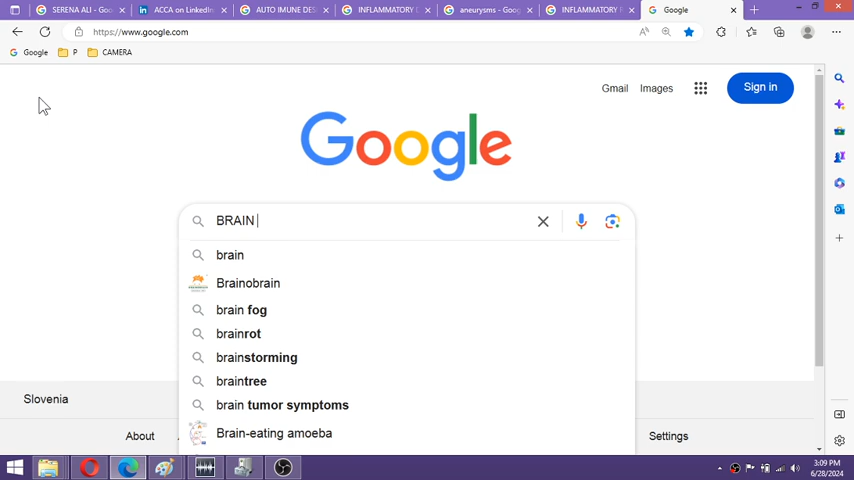 SERENA ALI - Goo
ACCA on LinkedIn
AUTO IMUNE DES
INFLAMMATORY D
aneurysms - Goog
INFLAMMATORY
Google
https://www.google.com
Google
P
CAMERA
Gmail
Images
Sign in
Google
BRAIN
brain
Brainobrain
brain fog
brainrot
brainstorming
braintree
brain tumor symptoms
Brain-eating amoeba
Slovenia
About
Settings
3:09 PM
6/28/2024